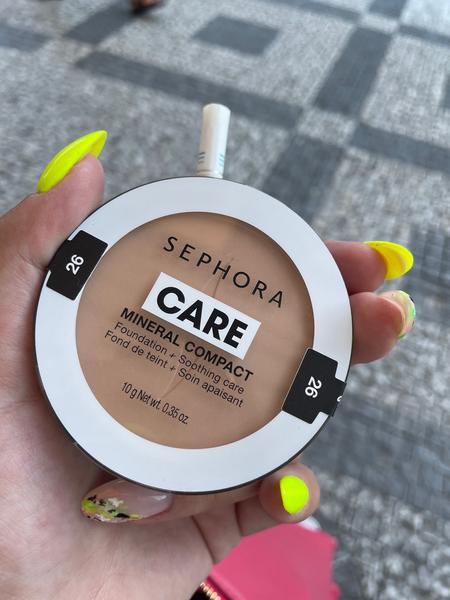 SEPHORA
CARE
MINERAL COMPACT
Foundation + Soothing care
Fond de teint + Soin apaisant
10 g Net wt. 0.35 oz.
26
26